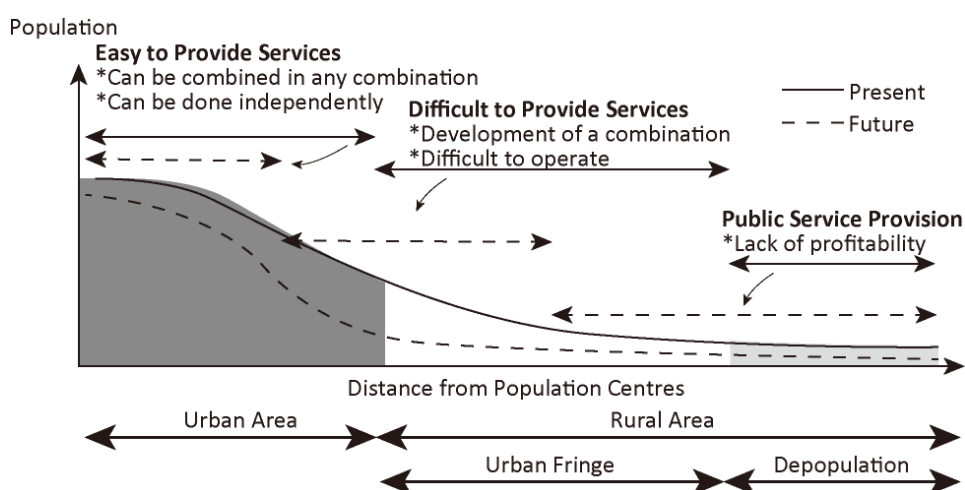 Population
Easy to Provide Services
*Can be combined in any combination
*Can be done independently
Difficult to Provide Services
*Development of a combination
*Difficult to operate
Present
Future
Public Service Provision
*Lack of profitability
Distance from Population Centres
Urban Area
Rural Area
Urban Fringe
Depopulation